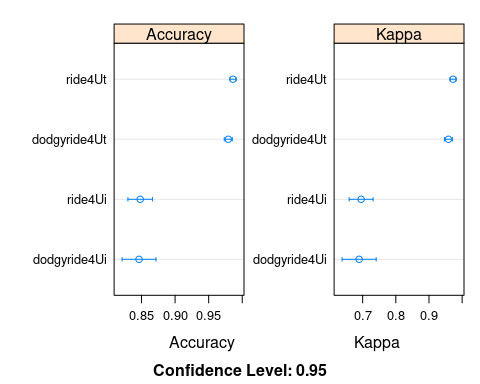 Accuracy Kappa
ride4Ut ride4Ut
dodgyride4Ut dodgyride4Ut
ride4Ui ride4Ui
dodgyride4Ui dodgyride4Ui
0.85 0.90 0.95 0.7 0.8 0.9
Accuracy Kappa
Confidence Level: 0.95